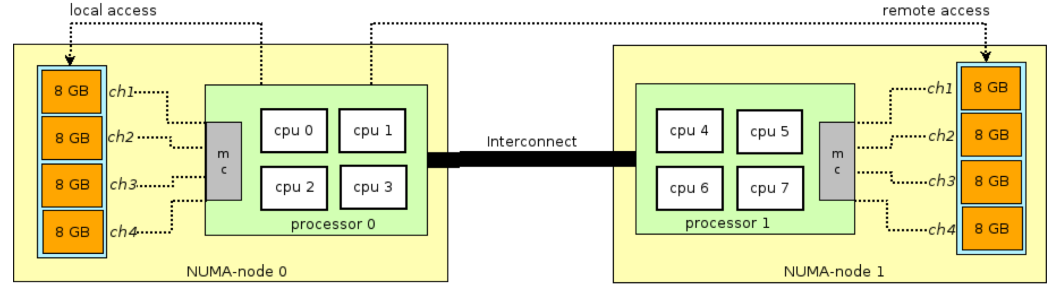 local access
remote access
8 GB
ch1
8 GB
ch2
8 GB
ch3
8 GB
ch4
m
c
cpu 0
cpu 1
cpu 2
cpu 3
processor 0
NUMA-node 0
Interconnect
cpu 4
cpu 5
cpu 6
cpu 7
processor 1
m
c
ch1
8 GB
ch2
8 GB
ch3
8 GB
ch4
8 GB
NUMA-node 1